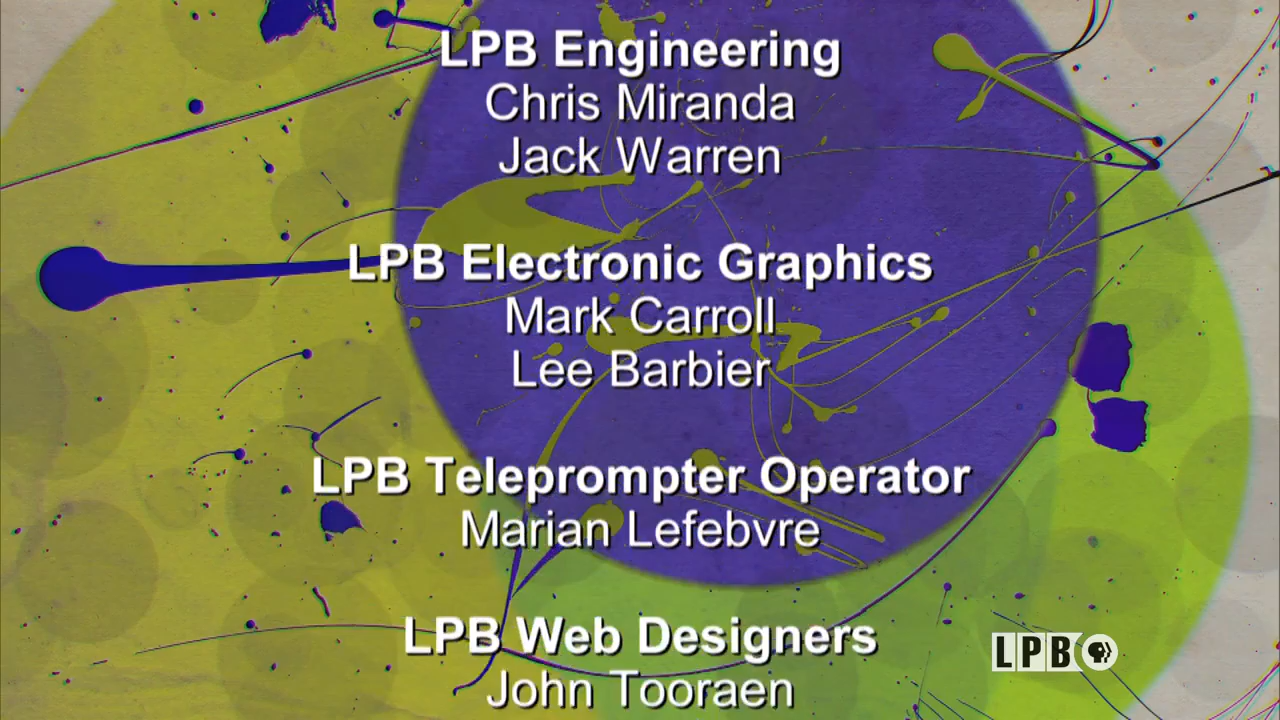 LPB Engineering
Chris Miranda
Jack Warren
LPB Electronic Graphics
Mark Carroll
Lee Barbier
LPB Teleprompter Operator
Marian Lefebvre
LPB Web Designers
John Tooraen
LPB